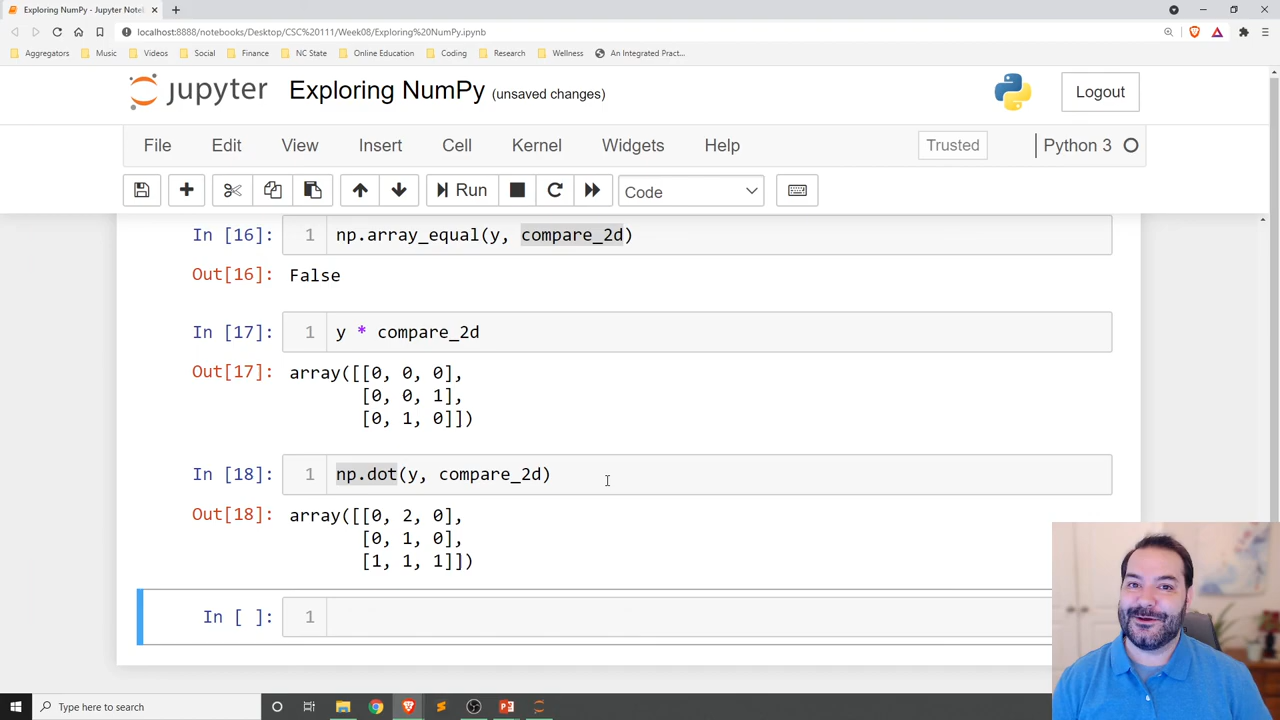 Exploring NumPy - Jupyter Note
localhost:8888/notebooks/Desktop/CSC%20111/Week08/Exploring%20NumPy.ipynb
Aggregators Music Videos Social Finance NC State Online Education Coding Research Wellness An Integrated Pract...
jupyter Exploring NumPy (unsaved changes) Logout
File Edit View Insert Cell Kernel Widgets Help Trusted Python 3
Run Code
In [16]: 1 np.array_equal(y, compare_2d)
Out[16]: False
In [17]: 1 y * compare_2d
Out[17]: array([[0, 0, 0],
[0, 0, 1],
[0, 1, 0]])
In [18]: 1 np.dot(y, compare_2d)
Out[18]: array([[0, 2, 0],
[0, 1, 0],
[1, 1, 1]])
In [ ]: 1
Type here to search